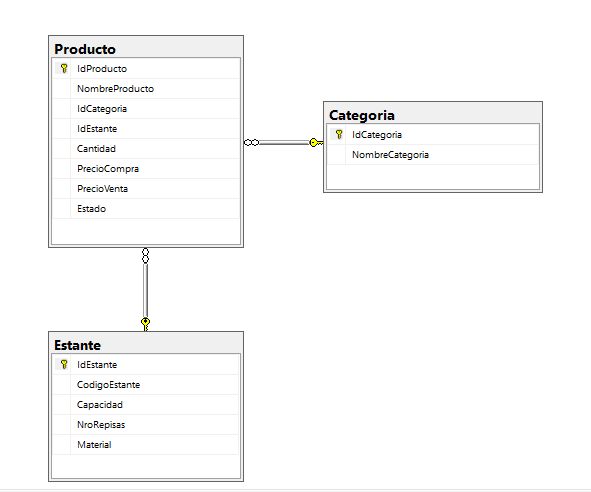 Producto
IdProducto
NombreProducto
IdCategoria
IdEstante
Cantidad
PrecioCompra
PrecioVenta
Estado
Categoria
IdCategoria
NombreCategoria
Estante
IdEstante
CodigoEstante
Capacidad
NroRepisas
Material